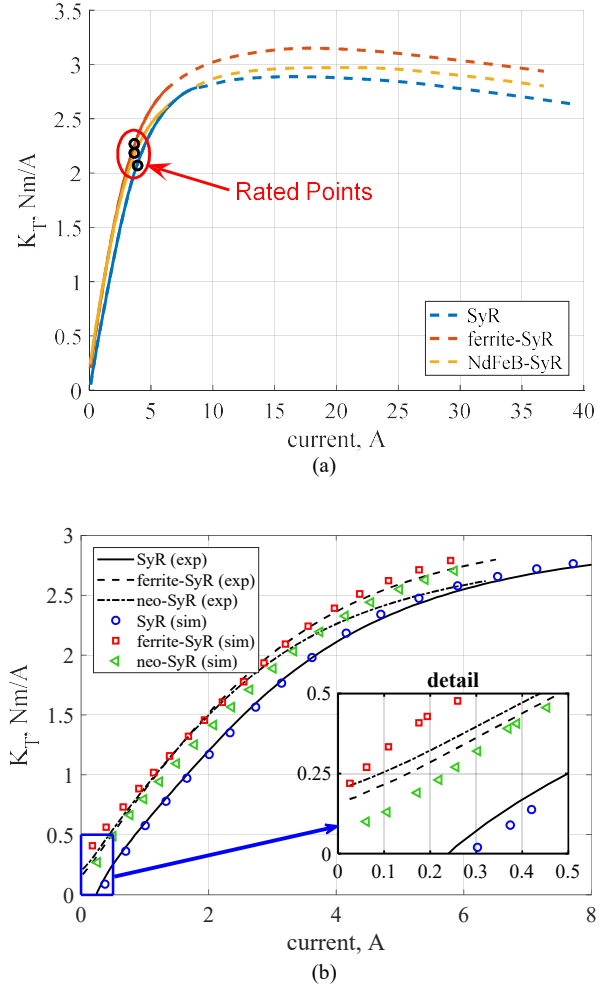 3.5
3
2.5
2
1.5
1
0.5
0
K_T, Nm/A
Rated Points
SyR
ferrite-SyR
NdFeB-SyR
0 5 10 15 20 25 30 35 40
current, A
(a)
3
2.5
2
1.5
1
0.5
0
K_T, Nm/A
SyR (exp)
ferrite-SyR (exp)
neo-SyR (exp)
SyR (sim)
ferrite-SyR (sim)
neo-SyR (sim)
detail
0.5
0.25
0
0 0.1 0.2 0.3 0.4 0.5
0 2 4 6 8
current, A
(b)